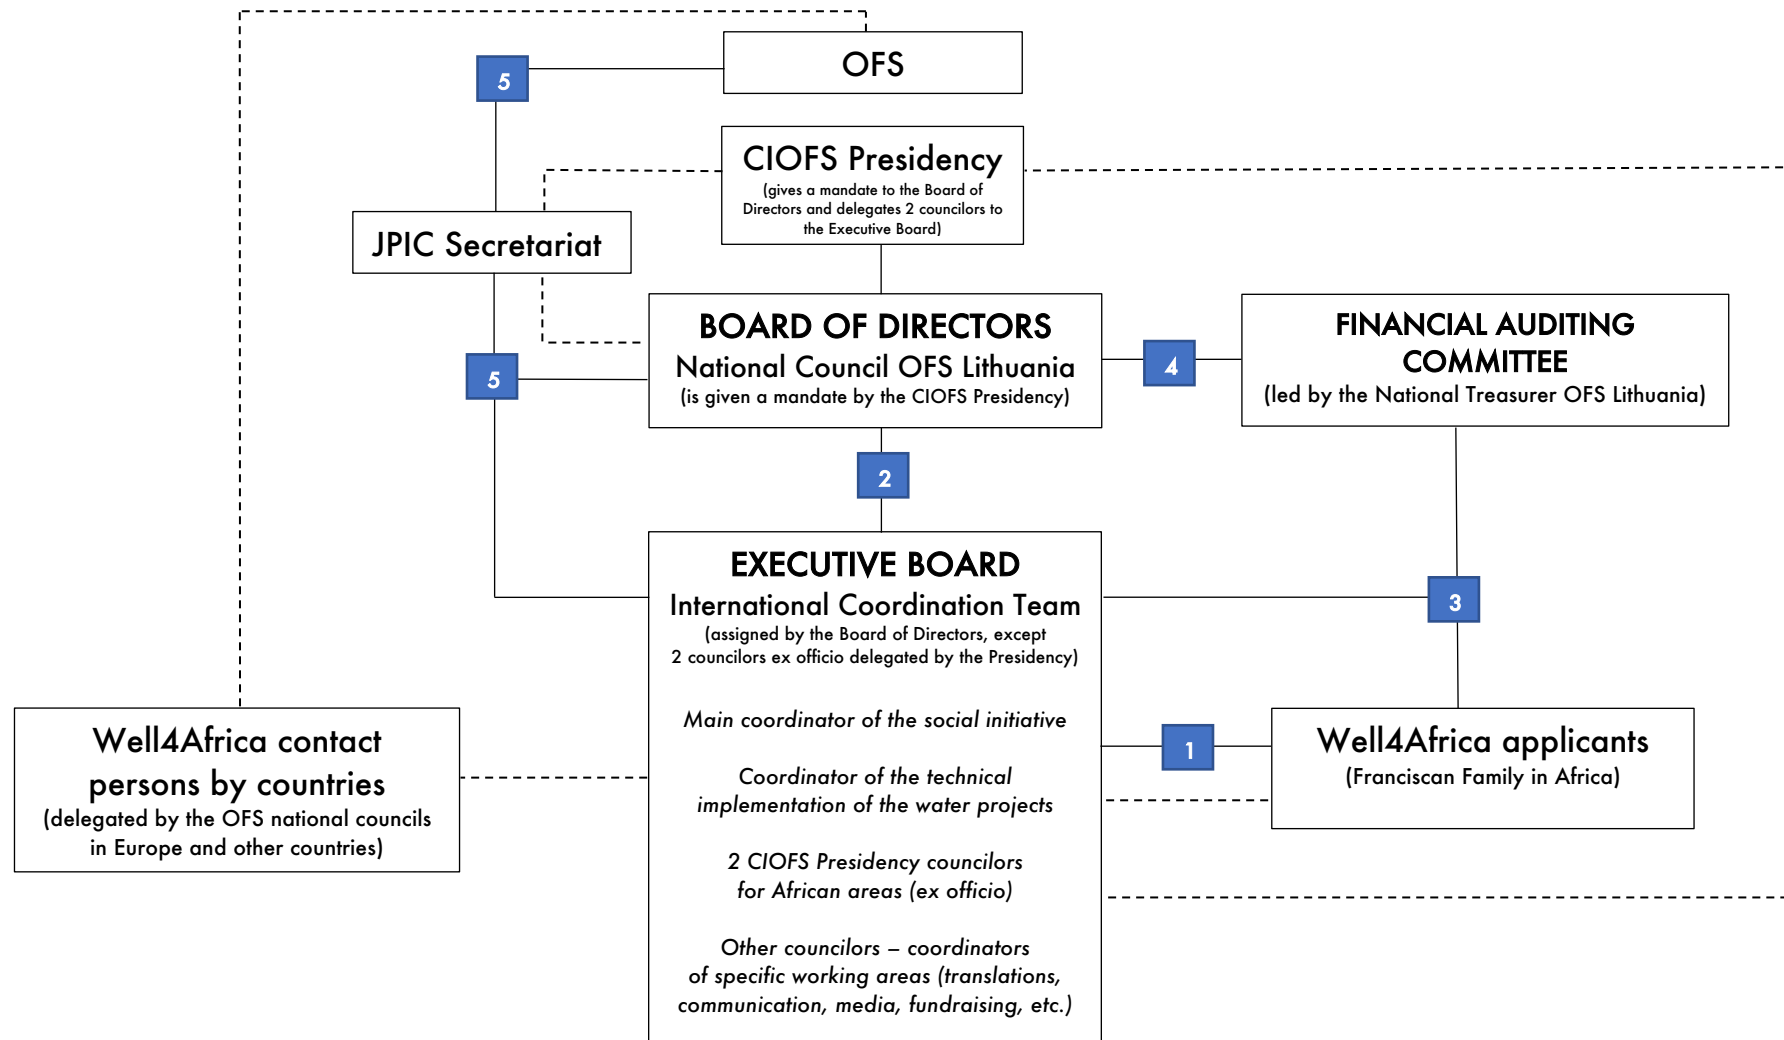 OFS
5
CIOFS Presidency
(gives a mandate to the Board of
Directors and delegates 2 councilors to
the Executive Board)
JPIC Secretariat
BOARD OF DIRECTORS
National Council OFS Lithuania
(is given a mandate by the CIOFS Presidency)
4
FINANCIAL AUDITING
COMMITTEE
(led by the National Treasurer OFS Lithuania)
5
2
EXECUTIVE BOARD
International Coordination Team
(assigned by the Board of Directors, except
2 councilors ex officio delegated by the Presidency)
Main coordinator of the social initiative
Coordinator of the technical
implementation of the water projects
2 CIOFS Presidency councilors
for African areas (ex officio)
Other councilors – coordinators
of specific working areas (translations,
communication, media, fundraising, etc.)
3
Well4Africa contact
persons by countries
(delegated by the OFS national councils
in Europe and other countries)
1
Well4Africa applicants
(Franciscan Family in Africa)